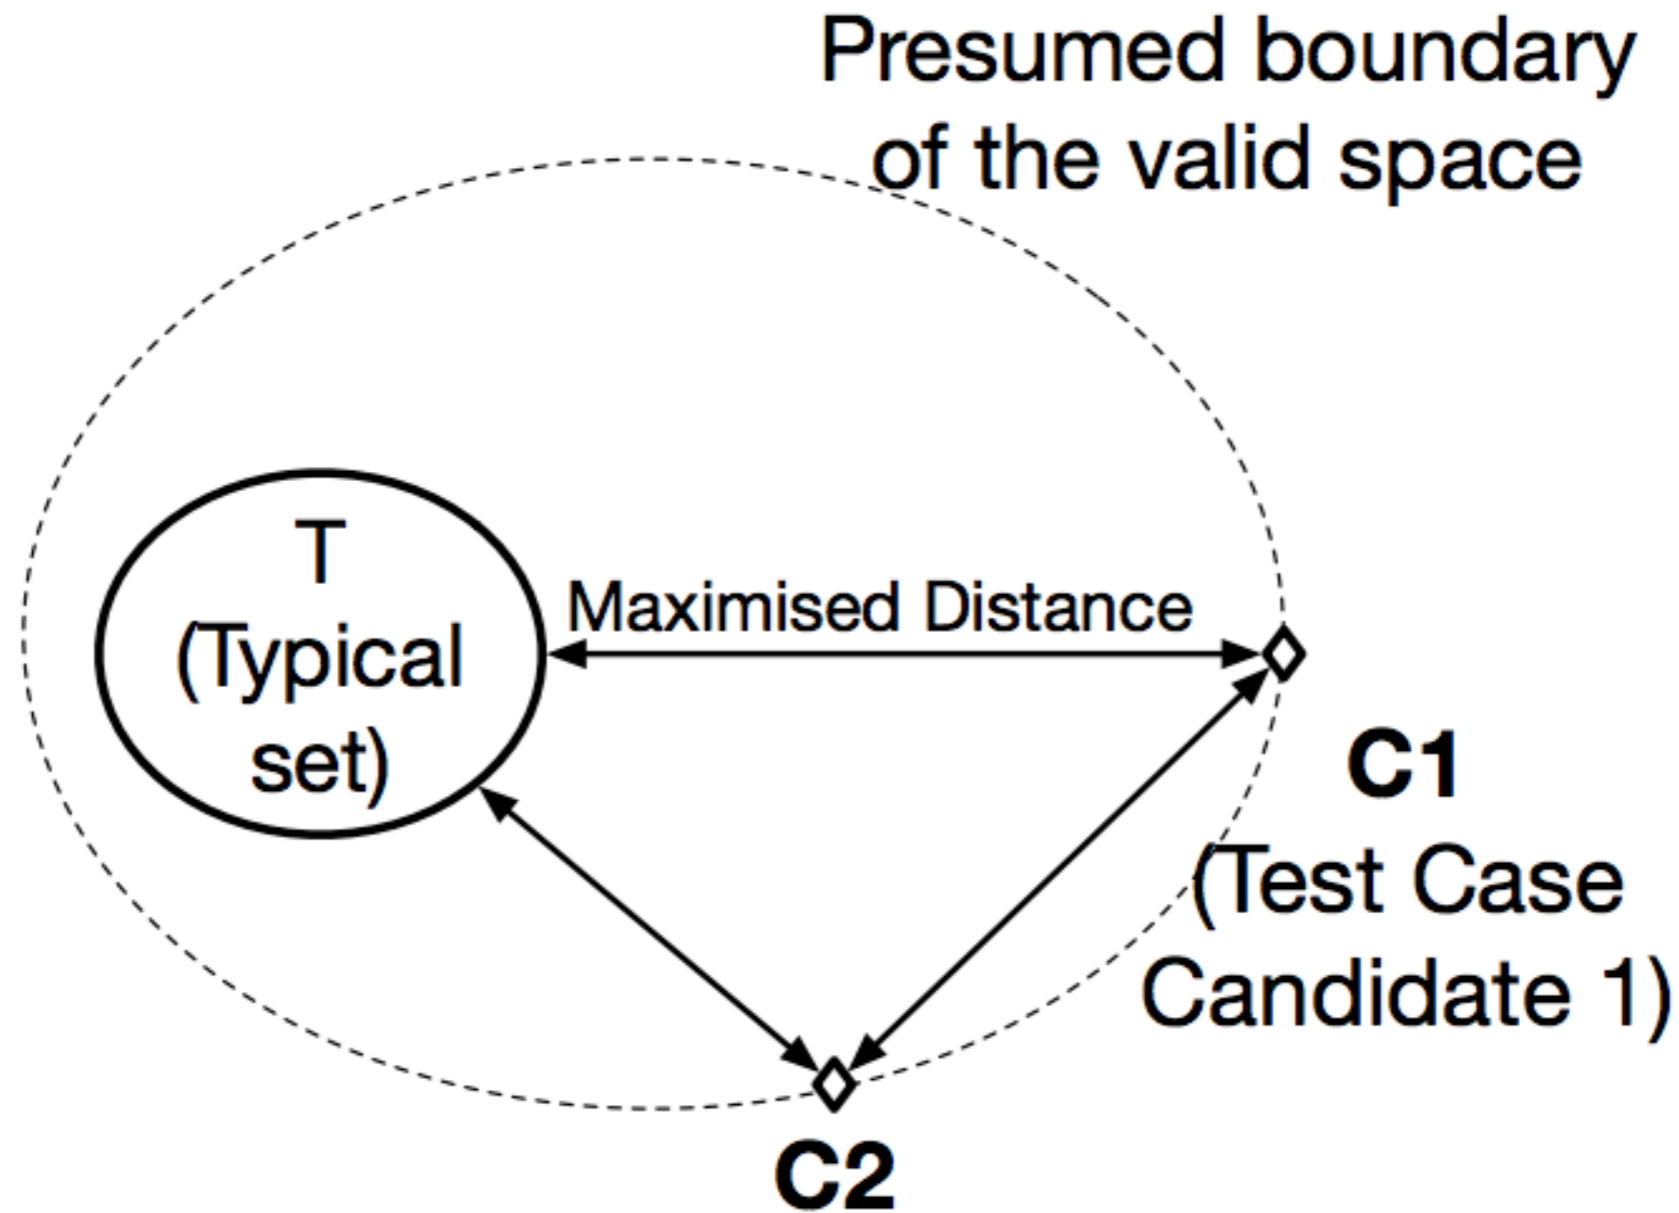 Presumed boundary
of the valid space
T
(Typical
set)
Maximised Distance
C1
(Test Case
Candidate 1)
C2